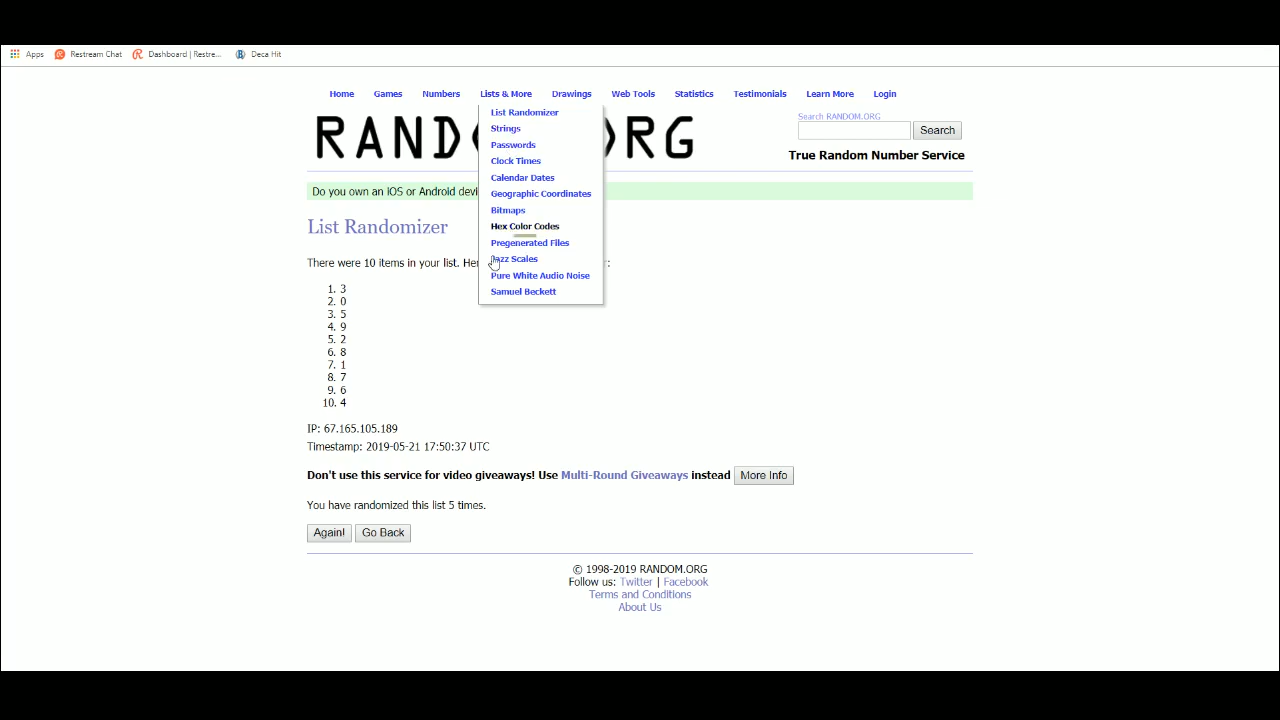 Apps Restream Chat Dashboard | Restre... Deca Hit
Home Games Numbers Lists & More Drawings Web Tools Statistics Testimonials Learn More Login
List Randomizer
Strings
Passwords
Clock Times
Calendar Dates
Geographic Coordinates
Bitmaps
Hex Color Codes
Pregenerated Files
Jazz Scales
Pure White Audio Noise
Samuel Beckett
Search RANDOM.ORG
Search
True Random Number Service
Do you own an iOS or Android devi
List Randomizer
There were 10 items in your list. Her :
1. 3
2. 0
3. 5
4. 9
5. 2
6. 8
7. 1
8. 7
9. 6
10. 4
IP: 67.165.105.189
Timestamp: 2019-05-21 17:50:37 UTC
Don't use this service for video giveaways! Use Multi-Round Giveaways instead More Info
You have randomized this list 5 times.
Again! Go Back
© 1998-2019 RANDOM.ORG
Follow us: Twitter | Facebook
Terms and Conditions
About Us